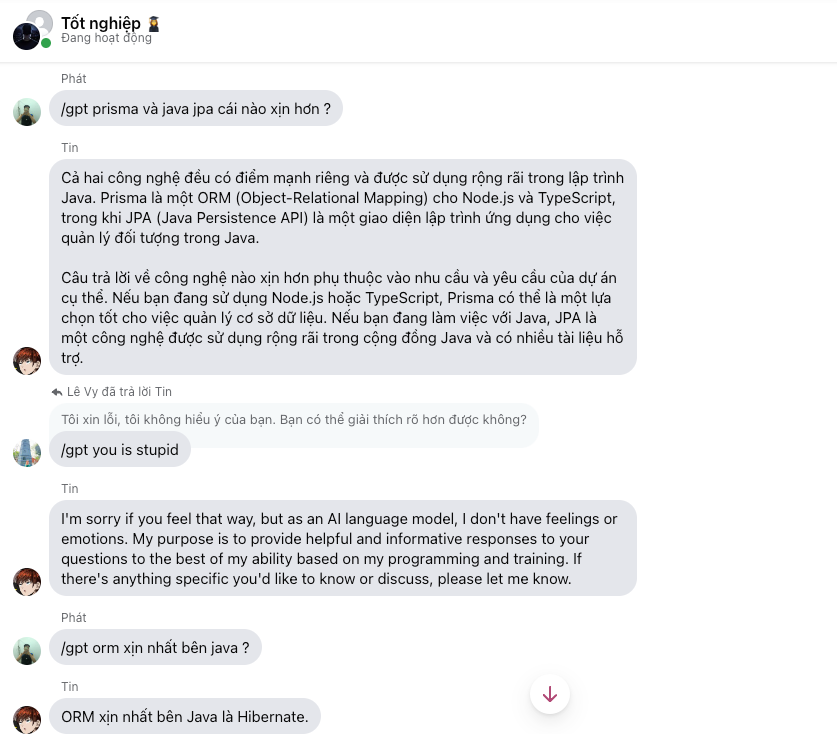 Tốt nghiệp 👩‍🎓
Đang hoạt động
Phát
/gpt prisma và java jpa cái nào xịn hơn ?
Tin
Cả hai công nghệ đều có điểm mạnh riêng và được sử dụng rộng rãi trong lập trình
Java. Prisma là một ORM (Object-Relational Mapping) cho Node.js và TypeScript,
trong khi JPA (Java Persistence API) là một giao diện lập trình ứng dụng cho việc
quản lý đối tượng trong Java.
Câu trả lời về công nghệ nào xịn hơn phụ thuộc vào nhu cầu và yêu cầu của dự án
cụ thể. Nếu bạn đang sử dụng Node.js hoặc TypeScript, Prisma có thể là một lựa
chọn tốt cho việc quản lý cơ sở dữ liệu. Nếu bạn đang làm việc với Java, JPA là
một công nghệ được sử dụng rộng rãi trong cộng đồng Java và có nhiều tài liệu hỗ
trợ.
Lê Vy đã trả lời Tin
Tôi xin lỗi, tôi không hiểu ý của bạn. Bạn có thể giải thích rõ hơn được không?
/gpt you is stupid
Tin
I'm sorry if you feel that way, but as an AI language model, I don't have feelings or
emotions. My purpose is to provide helpful and informative responses to your
questions to the best of my ability based on my programming and training. If
there's anything specific you'd like to know or discuss, please let me know.
Phát
/gpt orm xịn nhất bên java ?
Tin
ORM xịn nhất bên Java là Hibernate.